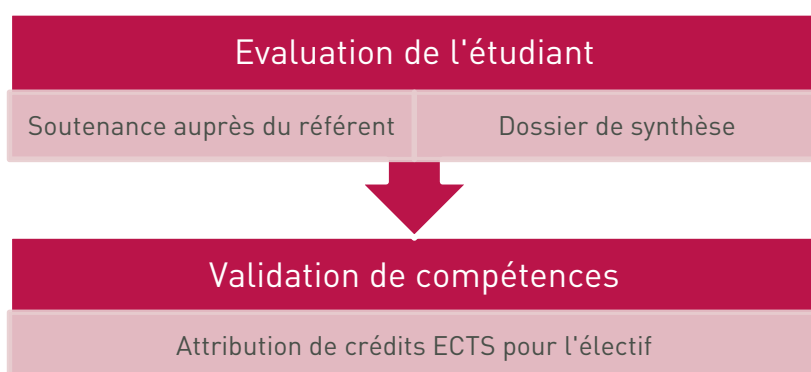 Evaluation de l'étudiant
Soutenance auprès du référent
Dossier de synthèse
Validation de compétences
Attribution de crédits ECTS pour l'électif